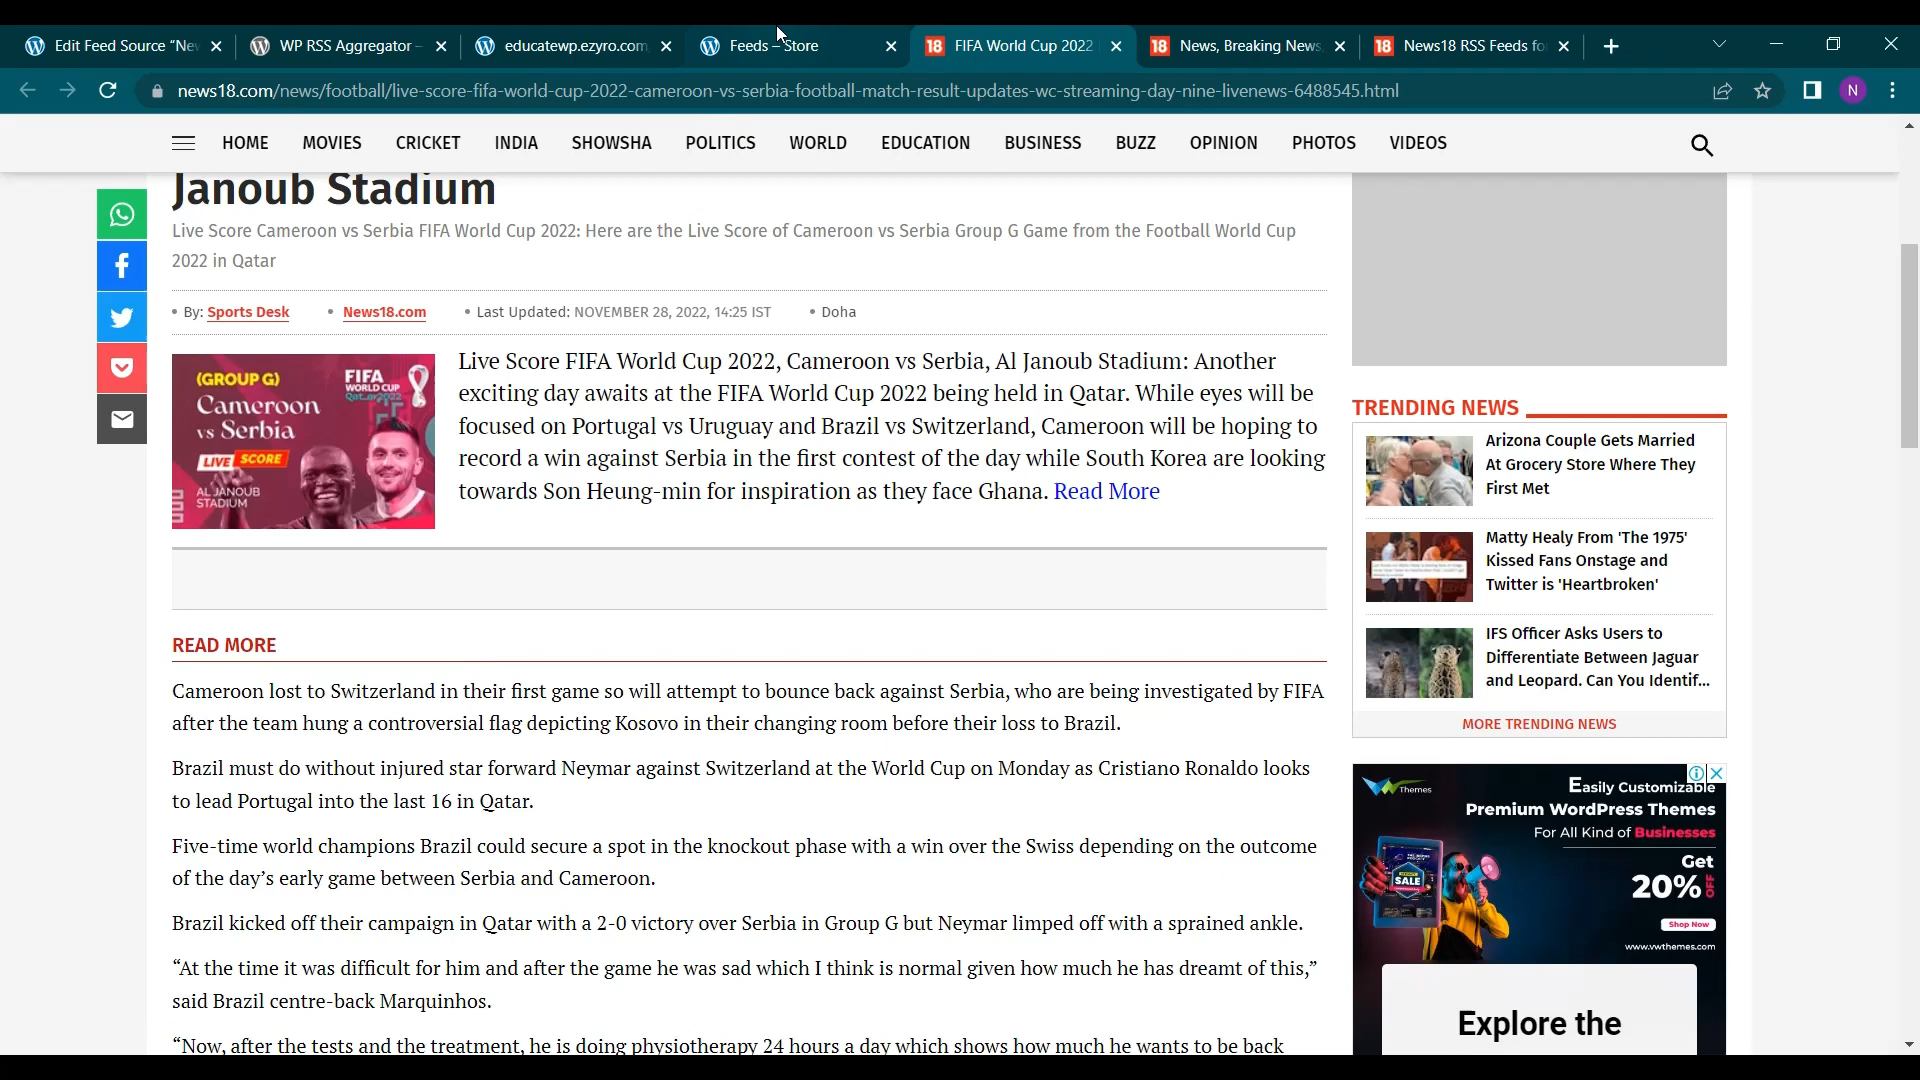 Edit Feed Source “Nev
WP RSS Aggregator -
educatewp.ezyro.com
Feeds – Store
18 FIFA World Cup 2022
18 News, Breaking News,
18 News18 RSS Feeds fo
news18.com/news/football/live-score-fifa-world-cup-2022-cameroon-vs-serbia-football-match-result-updates-wc-streaming-day-nine-livenews-6488545.html
N
HOME MOVIES CRICKET INDIA SHOWSHA POLITICS WORLD EDUCATION BUSINESS BUZZ OPINION PHOTOS VIDEOS
Janoub Stadium
Live Score Cameroon vs Serbia FIFA World Cup 2022: Here are the Live Score of Cameroon vs Serbia Group G Game from the Football World Cup
2022 in Qatar
• By: Sports Desk • News18.com • Last Updated: NOVEMBER 28, 2022, 14:25 IST • Doha
(GROUP G)
Cameroon
vs Serbia
LIVE SCORE
AL JANOUB
STADIUM
FIFA
WORLD CUP
Qatar2022
Live Score FIFA World Cup 2022, Cameroon vs Serbia, Al Janoub Stadium: Another
exciting day awaits at the FIFA World Cup 2022 being held in Qatar. While eyes will be
focused on Portugal vs Uruguay and Brazil vs Switzerland, Cameroon will be hoping to
record a win against Serbia in the first contest of the day while South Korea are looking
towards Son Heung-min for inspiration as they face Ghana. Read More
READ MORE
Cameroon lost to Switzerland in their first game so will attempt to bounce back against Serbia, who are being investigated by FIFA
after the team hung a controversial flag depicting Kosovo in their changing room before their loss to Brazil.
Brazil must do without injured star forward Neymar against Switzerland at the World Cup on Monday as Cristiano Ronaldo looks
to lead Portugal into the last 16 in Qatar.
Five-time world champions Brazil could secure a spot in the knockout phase with a win over the Swiss depending on the outcome
of the day’s early game between Serbia and Cameroon.
Brazil kicked off their campaign in Qatar with a 2-0 victory over Serbia in Group G but Neymar limped off with a sprained ankle.
“At the time it was difficult for him and after the game he was sad which I think is normal given how much he has dreamt of this,”
said Brazil centre-back Marquinhos.
“Now, after the tests and the treatment, he is doing physiotherapy 24 hours a day which shows how much he wants to be back
TRENDING NEWS
Arizona Couple Gets Married
At Grocery Store Where They
First Met
Matty Healy From 'The 1975'
Kissed Fans Onstage and
Twitter is 'Heartbroken'
IFS Officer Asks Users to
Differentiate Between Jaguar
and Leopard. Can You Identif...
MORE TRENDING NEWS
Themes
Easily Customizable
Premium WordPress Themes
For All Kind of Businesses
Get
20% OFF
SALE
Shop Now
www.vwthemes.com
Explore the